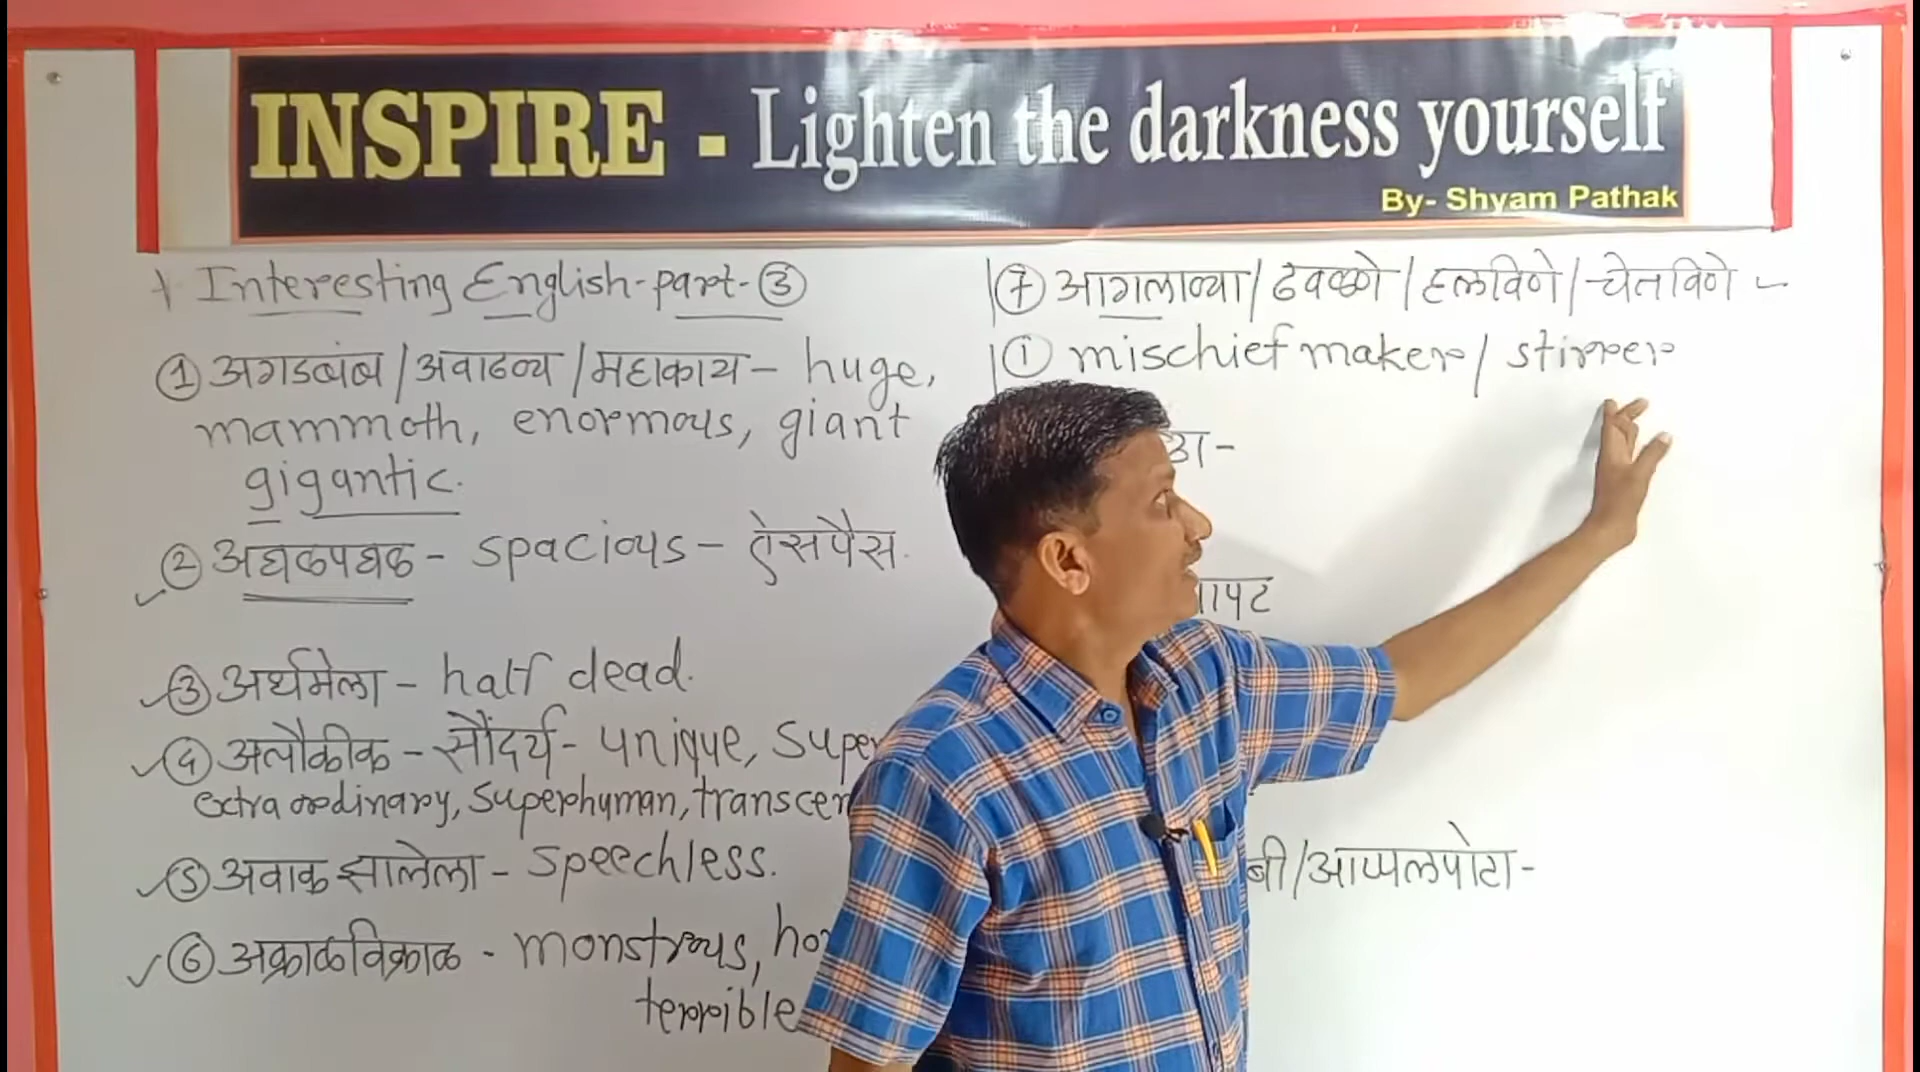 INSPIRE - Lighten the darkness yourself
By- Shyam Pathak
+ Interesting English-part-③
① अगडबंब/अवाढव्य/महाकाय - huge,
mammoth, enormous, giant
gigantic.
② अघळपघळ - spacious - ऐसपैस.
③ अर्धमेला - half dead.
④ अलौकीक - सौंदर्य - unique, Super
extra ordinary, superhuman, transcen
⑤ अवाक झालेला - speechless.
⑥ अक्राळविक्राळ - monstrous, ho
terrible
⑦ आगलाव्या/ढवळणे/हलविणे/चेतविणे -
① mischief maker/ stirrer
बी/आप्पलपोटा -